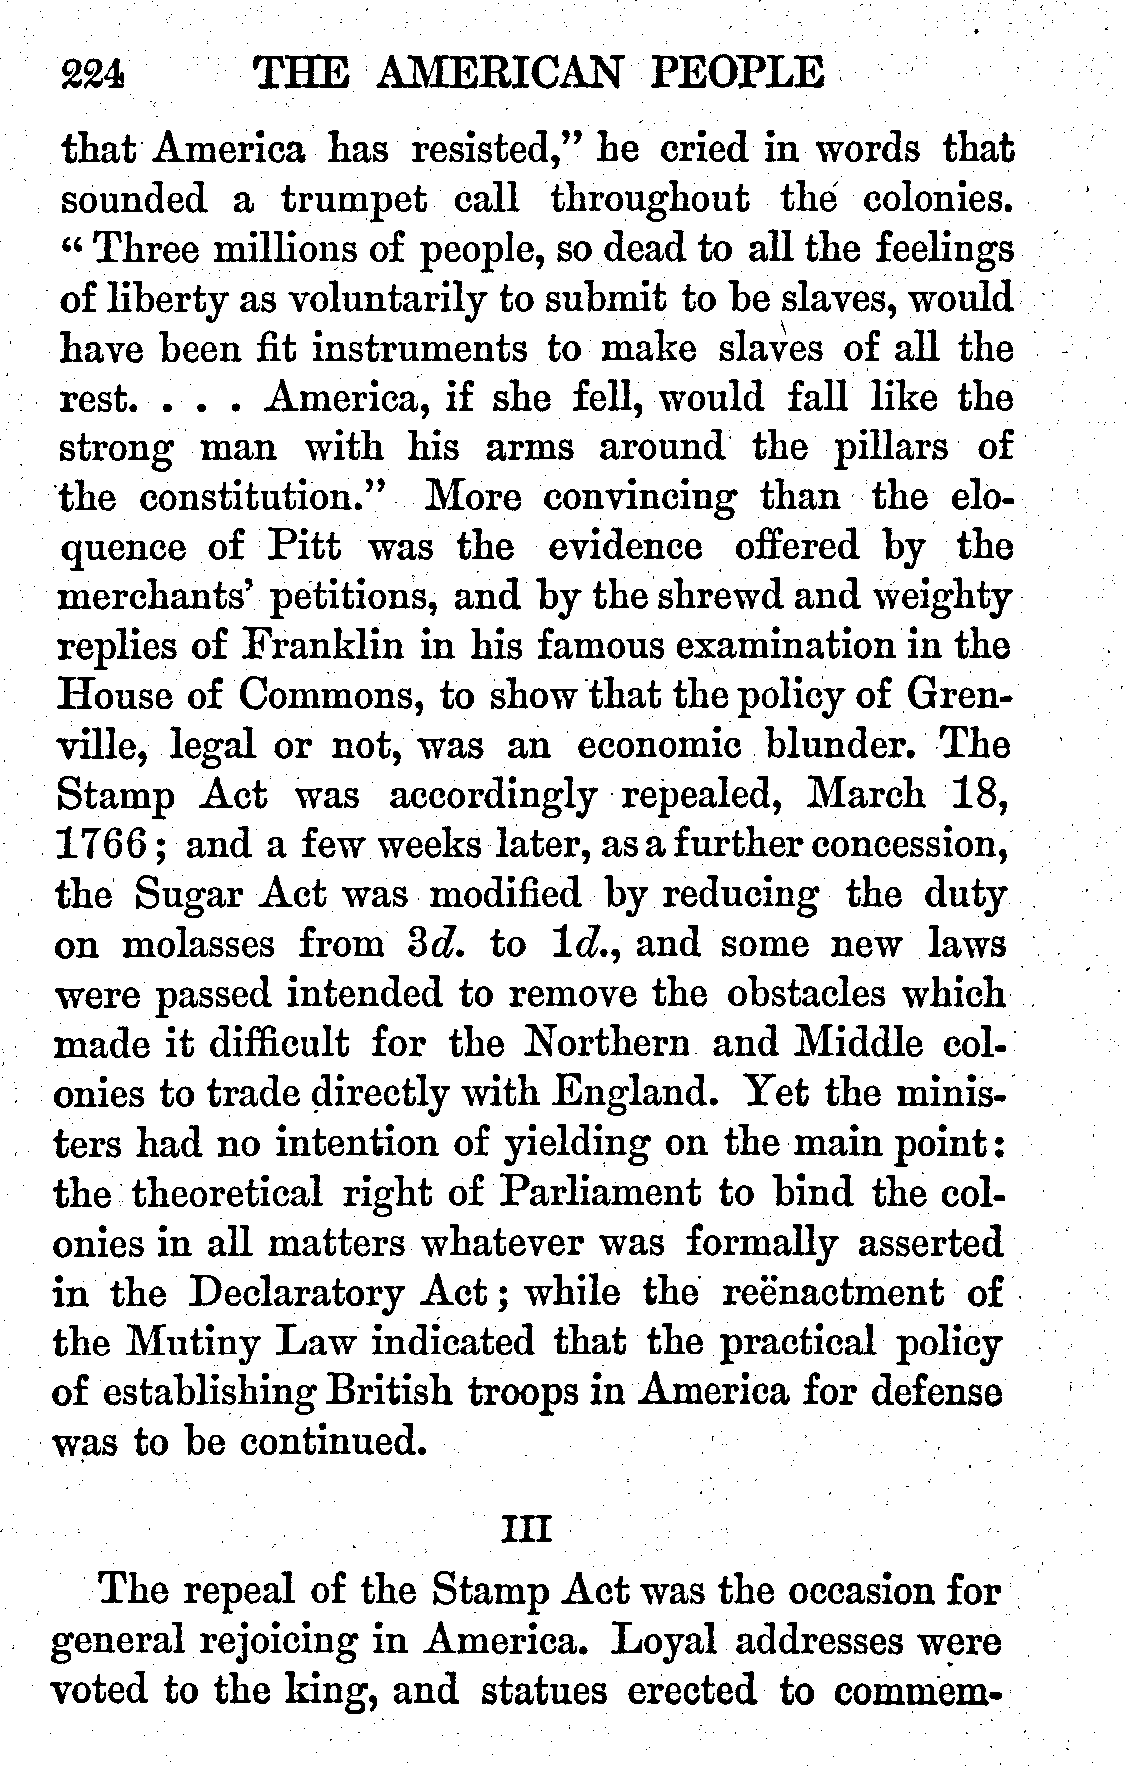 224 THE AMERICAN PEOPLE
that America has resisted,” he cried in words that
sounded a trumpet call throughout the colonies.
“Three millions of people, so dead to all the feelings
of liberty as voluntarily to submit to be slaves, would
have been fit instruments to make slaves of all the
rest. . . . America, if she fell, would fall like the
strong man with his arms around the pillars of
the constitution.” More convincing than the elo-
quence of Pitt was the evidence offered by the
merchants’ petitions, and by the shrewd and weighty
replies of Franklin in his famous examination in the
House of Commons, to show that the policy of Gren-
ville, legal or not, was an economic blunder. The
Stamp Act was accordingly repealed, March 18,
1766; and a few weeks later, as a further concession,
the Sugar Act was modified by reducing the duty
on molasses from 3d. to 1d., and some new laws
were passed intended to remove the obstacles which
made it difficult for the Northern and Middle col-
onies to trade directly with England. Yet the minis-
ters had no intention of yielding on the main point:
the theoretical right of Parliament to bind the col-
onies in all matters whatever was formally asserted
in the Declaratory Act; while the reënactment of
the Mutiny Law indicated that the practical policy
of establishing British troops in America for defense
was to be continued.
III
The repeal of the Stamp Act was the occasion for
general rejoicing in America. Loyal addresses were
voted to the king, and statues erected to commem-